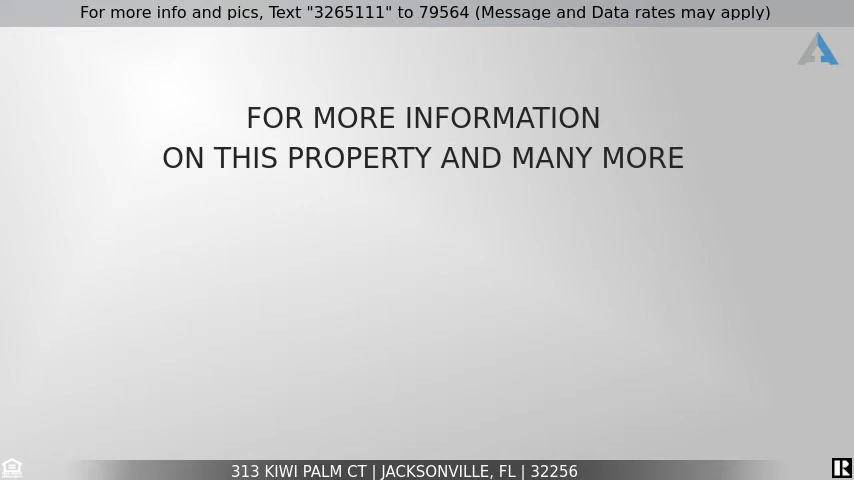 For more info and pics, Text "3265111" to 79564 (Message and Data rates may apply)
FOR MORE INFORMATION
ON THIS PROPERTY AND MANY MORE
313 KIWI PALM CT | JACKSONVILLE, FL | 32256